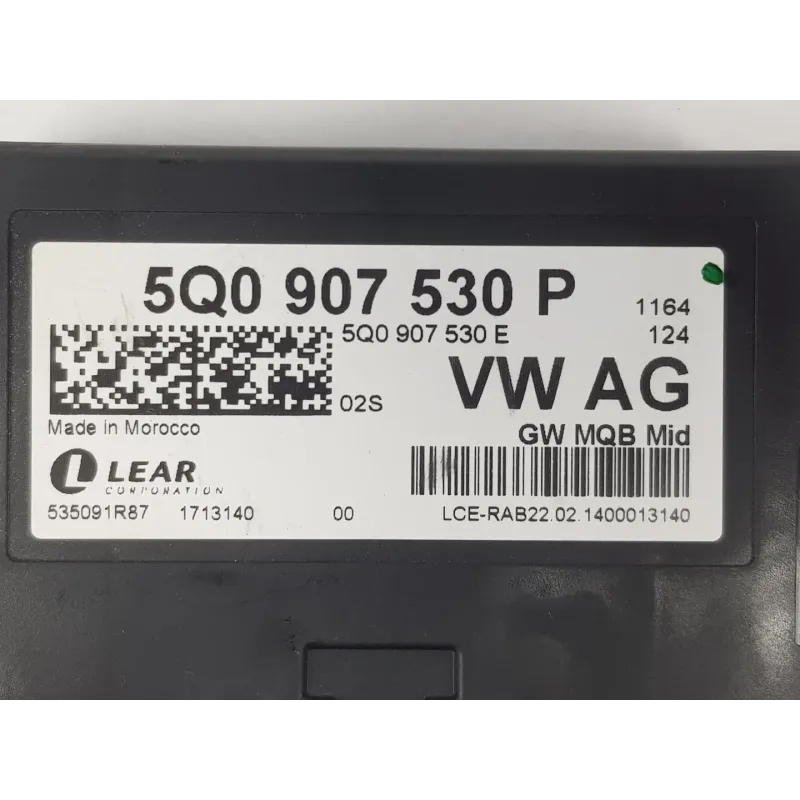 5Q0 907 530 P
1164
5Q0 907 530 E
124
02S
VW AG
Made in Morocco
GW MQB Mid
LEAR
CORPORATION
535091R87 1713140 00 LCE-RAB22.02.1400013140